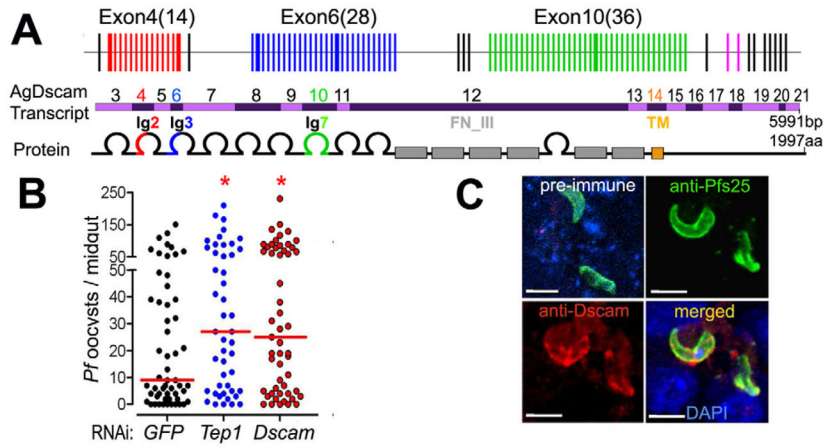 A
Exon4(14) Exon6(28) Exon10(36)
AgDscam 3 4 5 6 7 8 9 10 11 12 13 14 15 16 17 18 19 20 21
Transcript
Ig2 Ig3 Ig7 FN_III TM 5991bp
Protein 1997aa
B
* *
250
150
50
50
40
30
20
10
0
Pf oocysts / midgut
RNAi: GFP Tep1 Dscam
C
pre-immune anti-Pfs25
anti-Dscam merged
DAPI